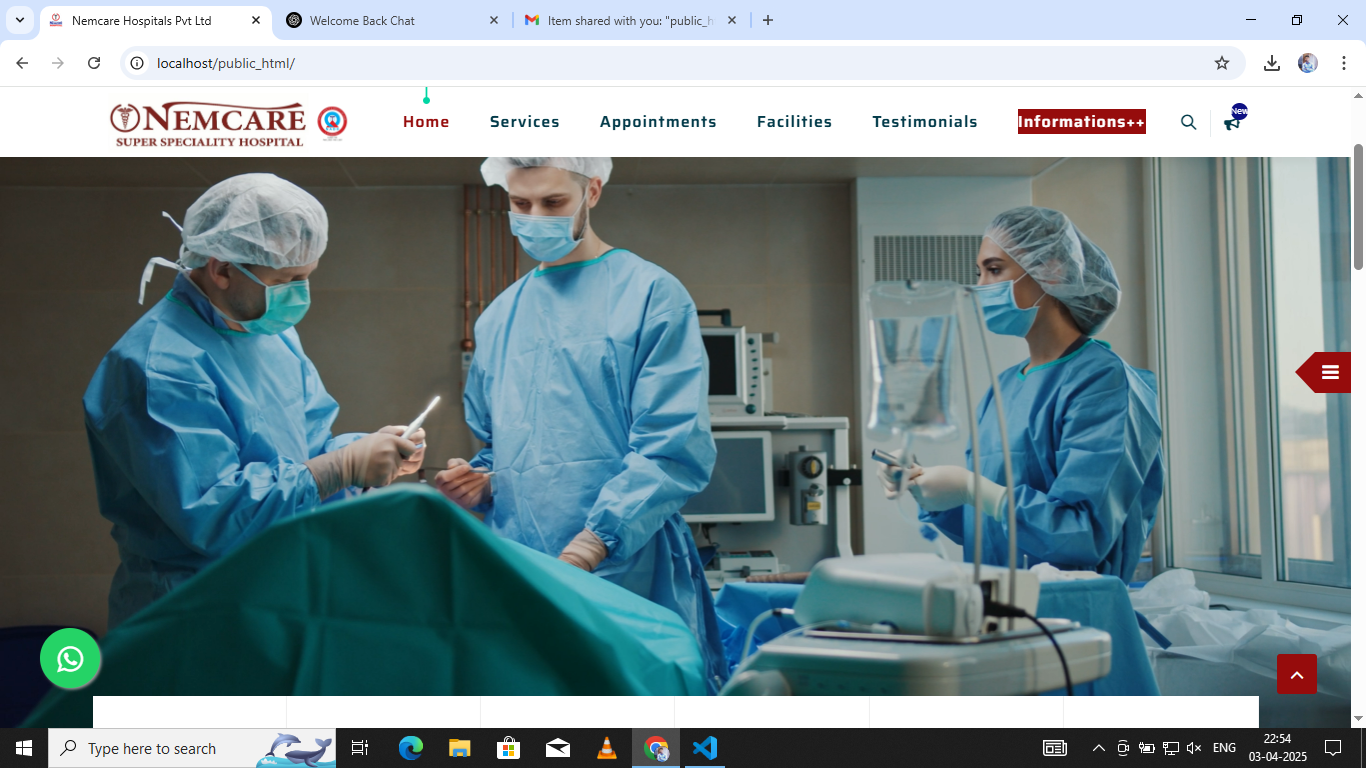 Nemcare Hospitals Pvt Ltd
Welcome Back Chat
Item shared with you: "public_h
localhost/public_html/
NEMCARE
SUPER SPECIALITY HOSPITAL
Home
Services
Appointments
Facilities
Testimonials
Informations++
New
Type here to search
ENG
22:54
03-04-2025